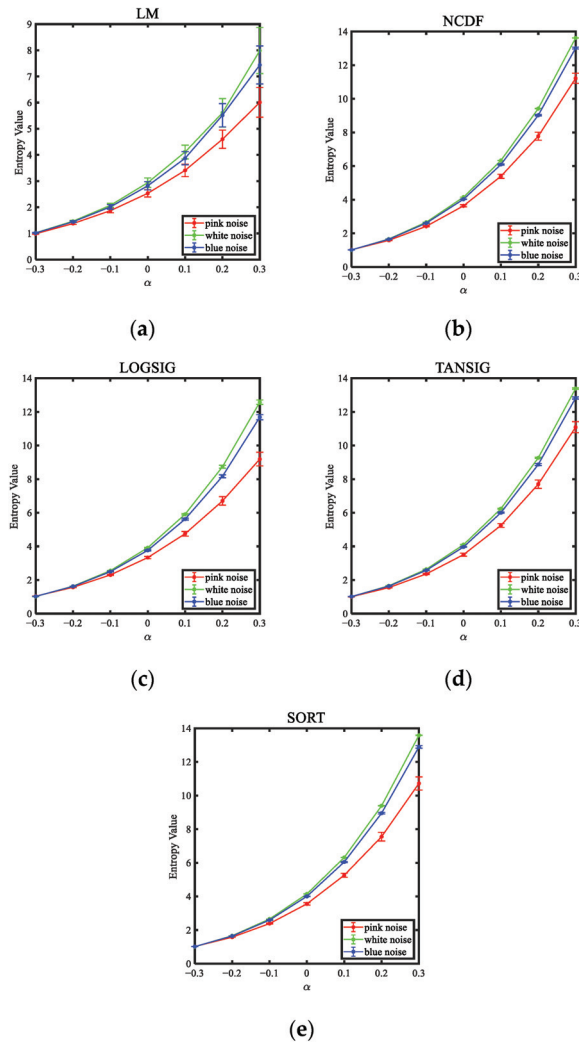 LM
NCDF
9
8
7
6
5
4
3
2
1
Entropy Value
14
12
10
8
6
4
2
0
Entropy Value
pink noise
white noise
blue noise
pink noise
white noise
blue noise
−0.3 −0.2 −0.1 0 0.1 0.2 0.3
−0.3 −0.2 −0.1 0 0.1 0.2 0.3
α
α
(a)
(b)
LOGSIG
TANSIG
14
12
10
8
6
4
2
0
Entropy Value
14
12
10
8
6
4
2
0
Entropy Value
pink noise
white noise
blue noise
pink noise
white noise
blue noise
−0.3 −0.2 −0.1 0 0.1 0.2 0.3
−0.3 −0.2 −0.1 0 0.1 0.2 0.3
α
α
(c)
(d)
SORT
14
12
10
8
6
4
2
0
Entropy Value
pink noise
white noise
blue noise
−0.3 −0.2 −0.1 0 0.1 0.2 0.3
α
(e)